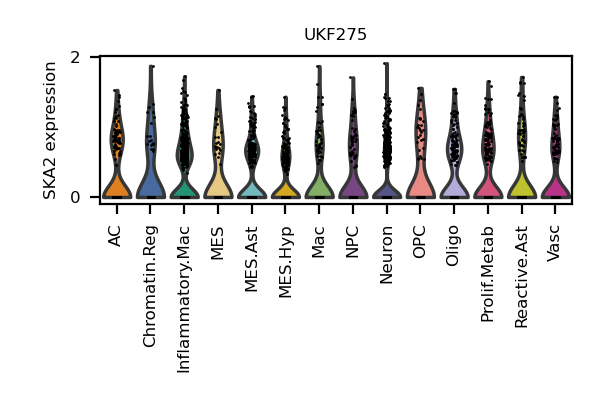 UKF275
2
0
SKA2 expression
AC
Chromatin.Reg
Inflammatory.Mac
MES
MES.Ast
MES.Hyp
Mac
NPC
Neuron
OPC
Oligo
Prolif.Metab
Reactive.Ast
Vasc